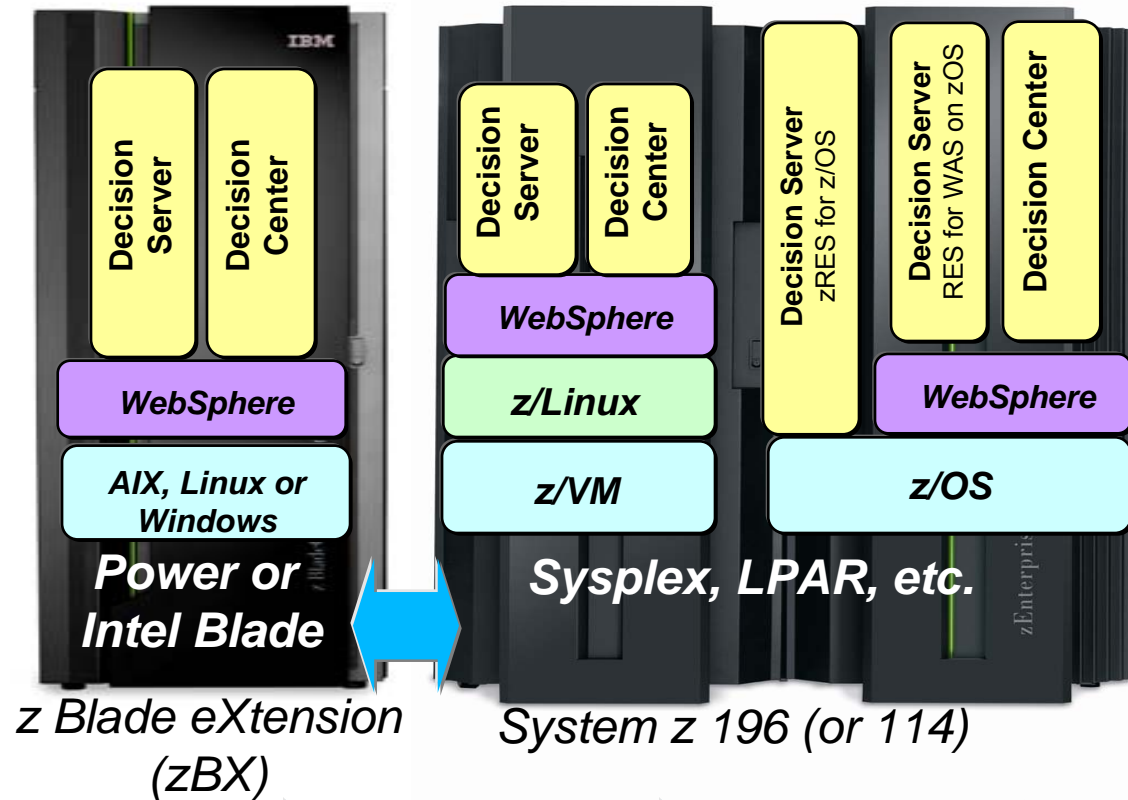 IBM
Decision
Server
Decision
Center
WebSphere
AIX, Linux or
Windows
Power or
Intel Blade
z Blade eXtension
(zBX)
Decision
Server
Decision
Center
WebSphere
z/Linux
z/VM
Decision Server
zRES for z/OS
Decision Server
RES for WAS on zOS
Decision Center
WebSphere
z/OS
Sysplex, LPAR, etc.
zEnterpris
System z 196 (or 114)